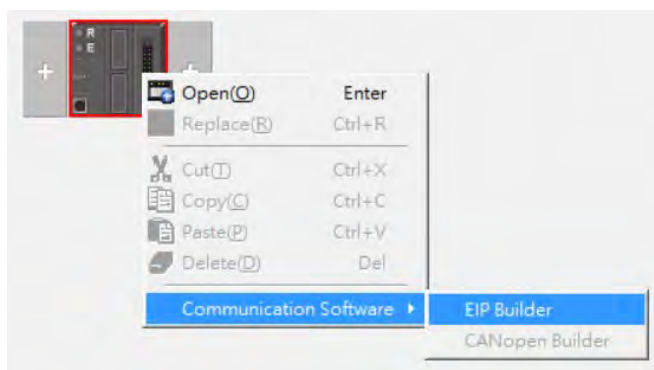 R
E
+
+
Open(O) Enter
Replace(R) Ctrl+R
Cut(T) Ctrl+X
Copy(C) Ctrl+C
Paste(P) Ctrl+V
Delete(D) Del
Communication Software
EIP Builder
CANopen Builder